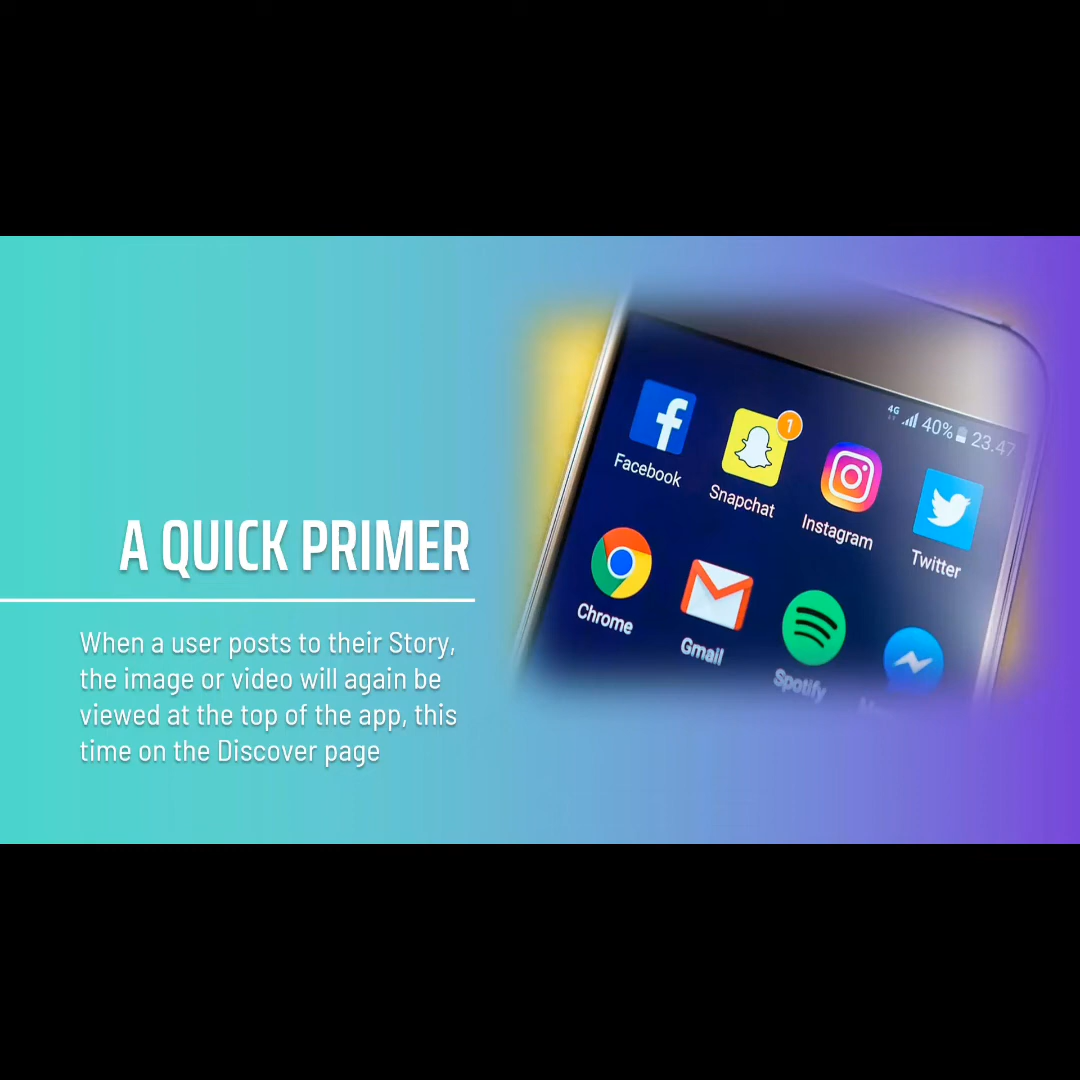 A QUICK PRIMER
When a user posts to their Story,
the image or video will again be
viewed at the top of the app, this
time on the Discover page
4G 40% 23.47
Facebook
Snapchat
1
Instagram
Twitter
Chrome
Gmail
Spotify